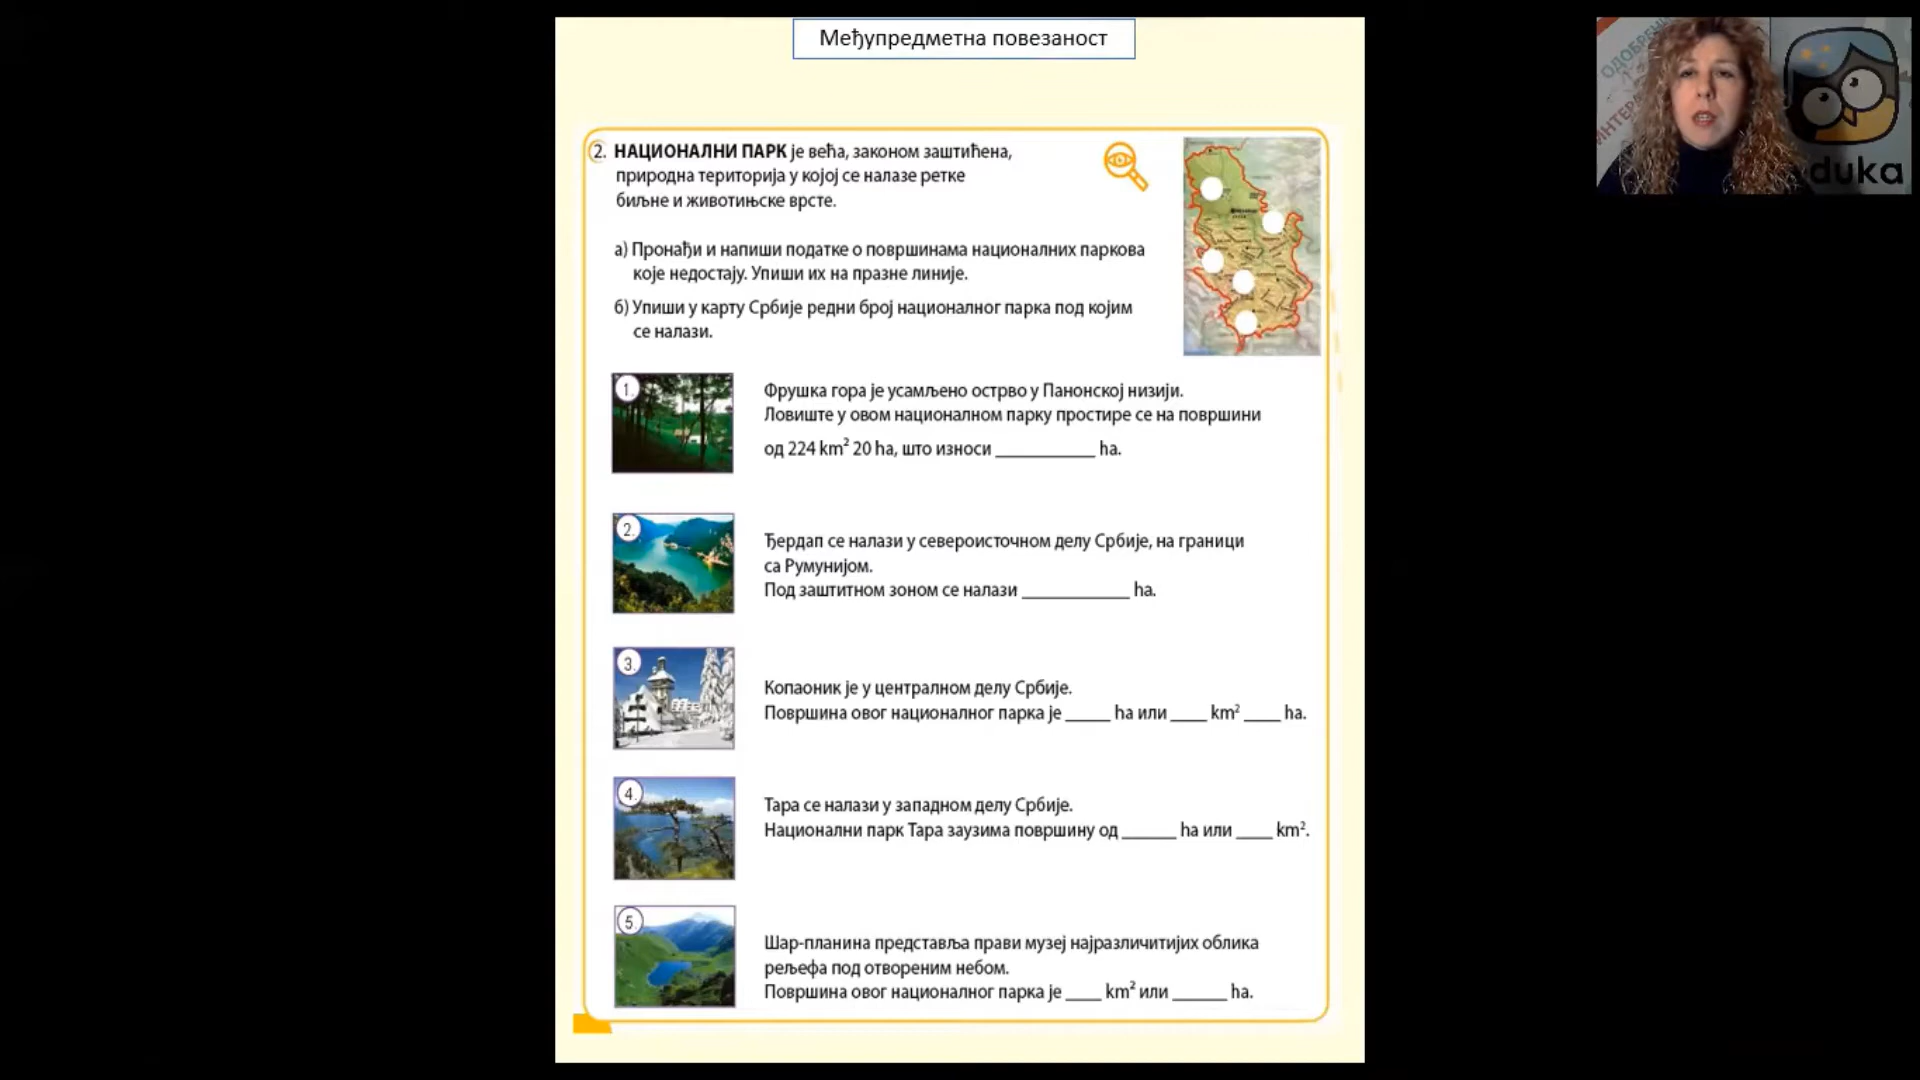 Међупредметна повезаност
2. НАЦИОНАЛНИ ПАРК је већа, законом заштићена,
природна територија у којој се налазе ретке
биљне и животињске врсте.
а) Пронађи и напиши податке о површинама националних паркова
које недостају. Упиши их на празне линије.
б) Упиши у карту Србије редни број националног парка под којим
се налази.
1.
Фрушка гора је усамљено острво у Панонској низији.
Ловиште у овом националном парку простире се на површини
од 224 km² 20 ha, што износи ___________ ha.
2.
Ђердап се налази у североисточном делу Србије, на граници
са Румунијом.
Под заштитном зоном се налази ____________ ha.
3.
Копаоник је у централном делу Србије.
Површина овог националног парка је _____ ha или ____ km² ____ ha.
4.
Тара се налази у западном делу Србије.
Национални парк Тара заузима површину од ______ ha или ____ km².
5.
Шар-планина представља прави музеј најразличитијих облика
рељефа под отвореним небом.
Површина овог националног парка је ____ km² или ______ ha.
duka